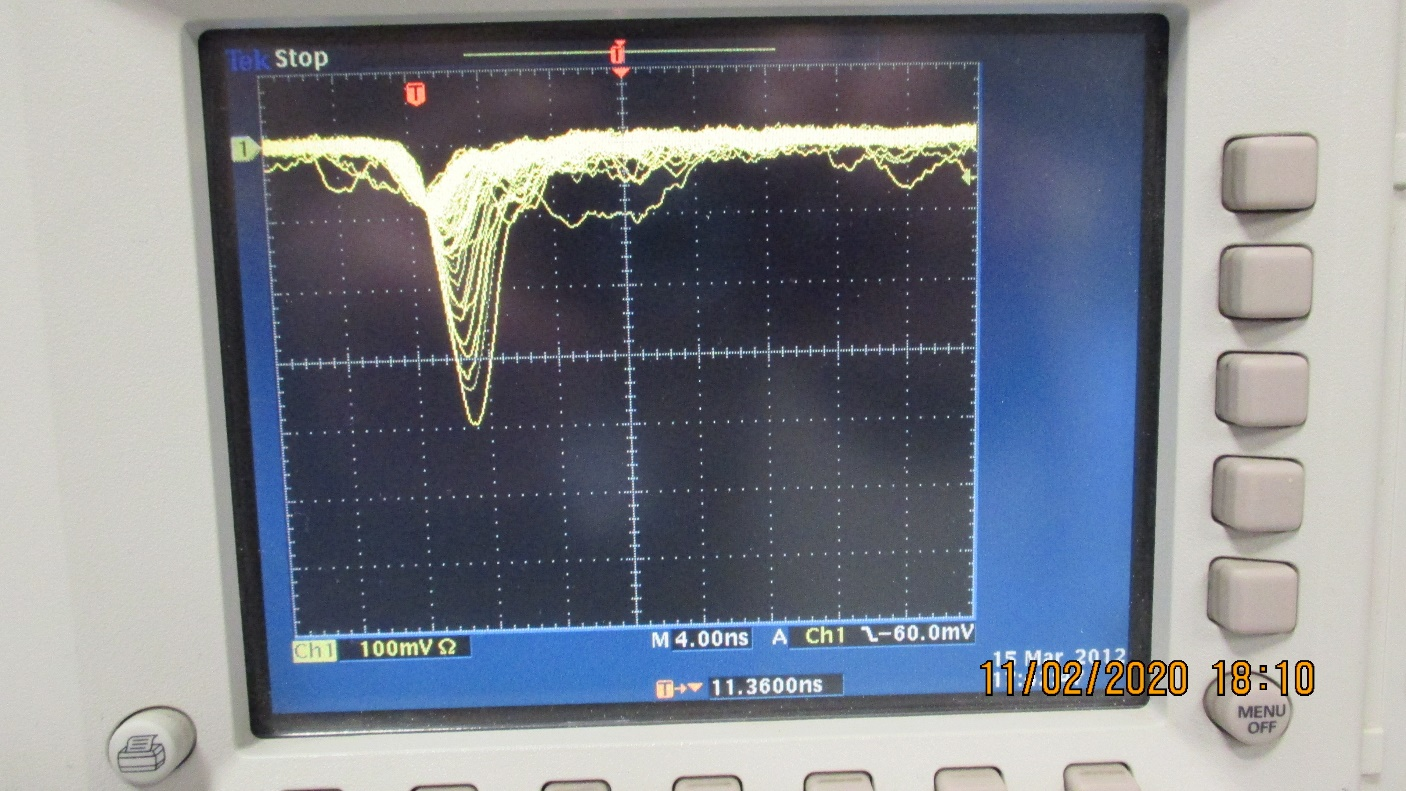 Tek Stop
T
T
1
Ch1 100mV Ω M 4.00ns A Ch1 -60.0mV
15 Mar 2012
T 11.3600ns
11/02/2020 18:10
MENU
OFF